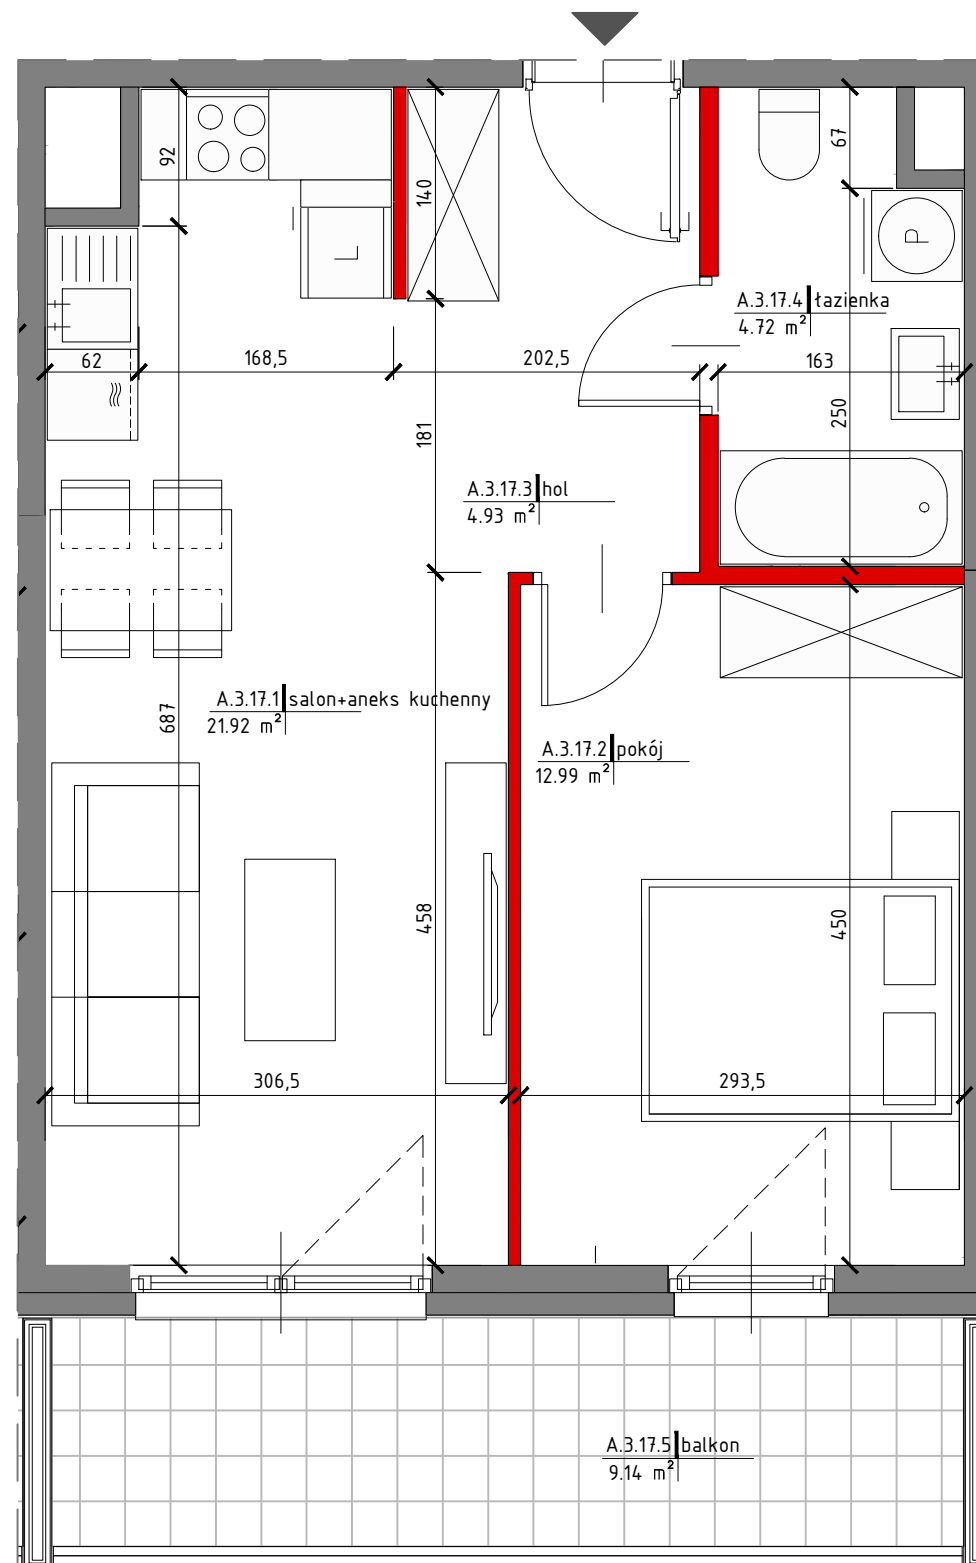 92
140
67
L
P
A.3.17.4 łazienka
4.72 m²
62
168,5
202,5
163
250
181
A.3.17.3 hol
4.93 m²
A.3.17.1 salon+aneks kuchenny
21.92 m²
687
A.3.17.2 pokój
12.99 m²
458
450
306,5
293,5
A.3.17.5 balkon
9.14 m²